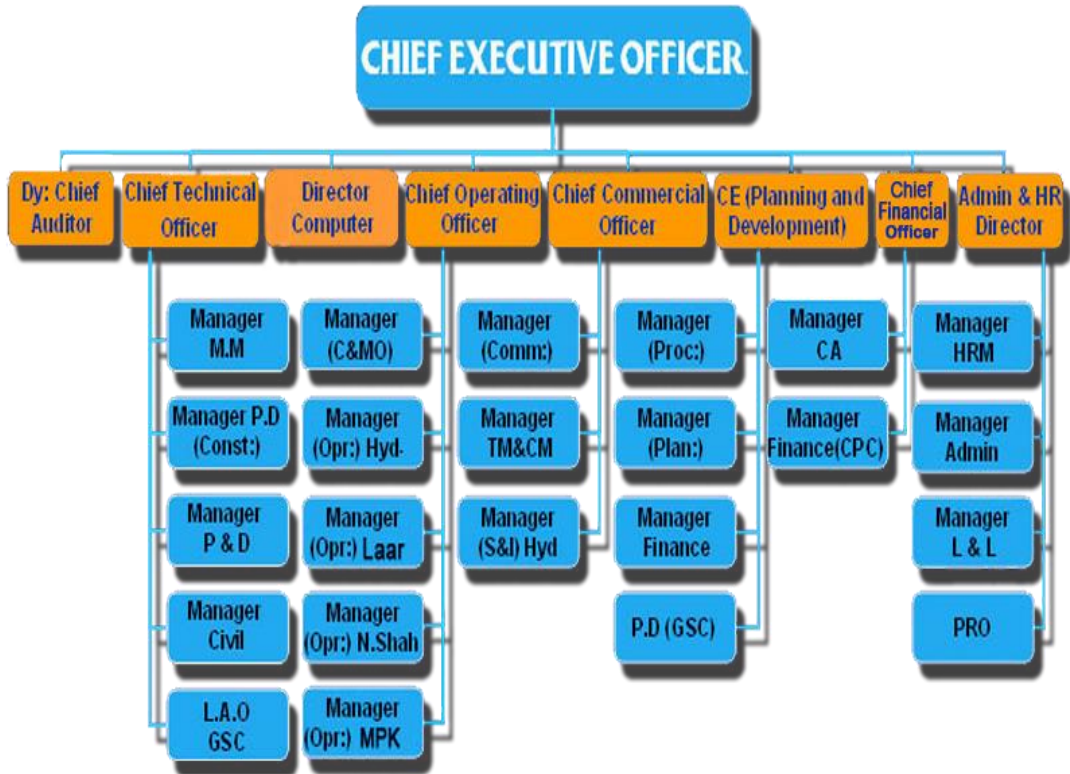 CHIEF EXECUTIVE OFFICER.
Dy: Chief
Auditor
Chief Technical
Officer
Director
Computer
Chief Operating
Officer
Chief Commercial
Officer
CE (Planning and
Development)
Chief
Financial
Officer
Admin & HR
Director
Manager
M.M
Manager P.D
(Const:)
Manager
P & D
Manager
Civil
L.A.O
GSC
Manager
(C&MO)
Manager
(Opr:) Hyd-
Manager
(Opr:) Laar
Manager
(Opr:) N.Shah
Manager
(Opr:) MPK
Manager
(Comm:)
Manager
TM&CM
Manager
(S&I) Hyd
Manager
(Proc:)
Manager
(Plan:)
Manager
Finance
P.D (GSC)
Manager
CA
Manager
Finance(CPC)
Manager
HRM
Manager
Admin
Manager
L & L
PRO